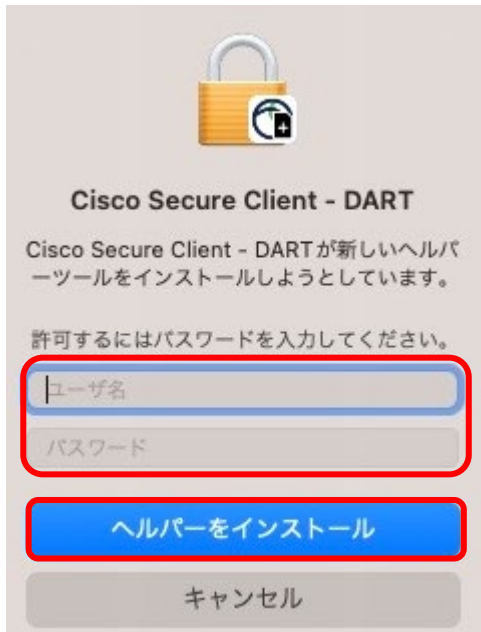 Cisco Secure Client - DART
Cisco Secure Client - DARTが新しいヘルパ
ーツールをインストールしようとしています。
許可するにはパスワードを入力してください。
ユーザ名
パスワード
ヘルパーをインストール
キャンセル